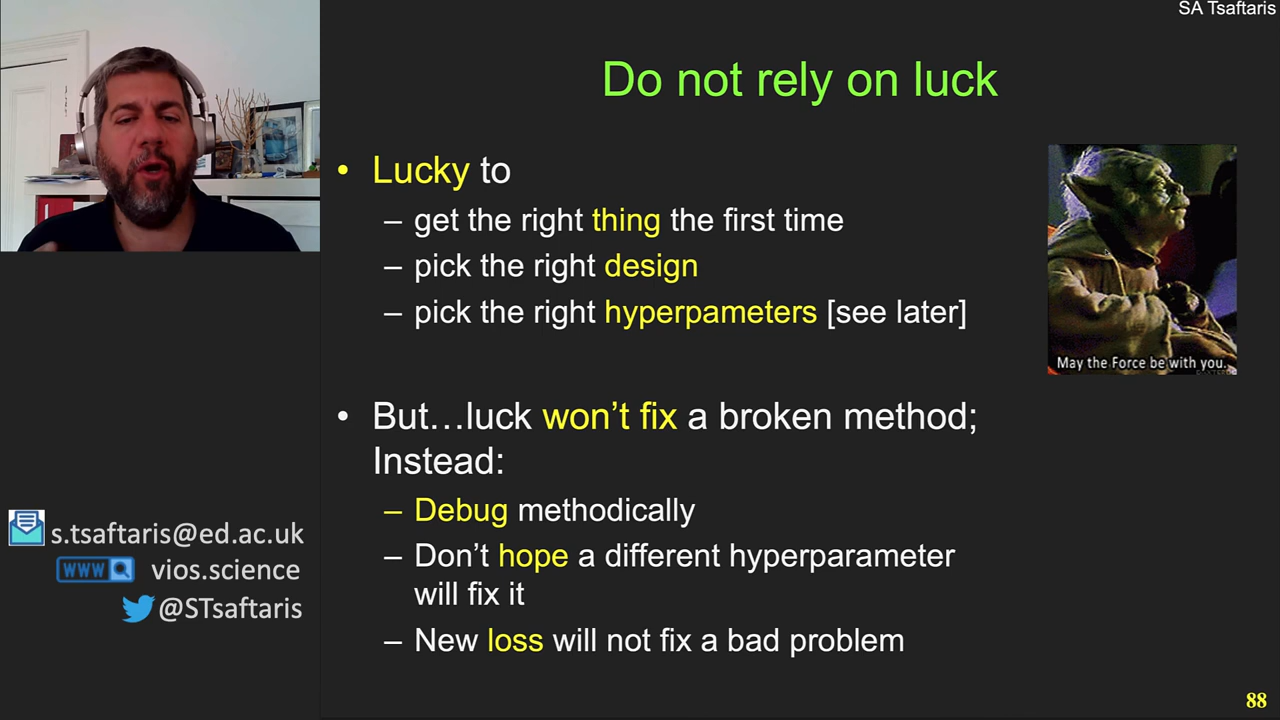 SA Tsaftaris
Do not rely on luck
• Lucky to
– get the right thing the first time
– pick the right design
– pick the right hyperpameters [see later]
May the Force be with you.
• But…luck won't fix a broken method;
Instead:
– Debug methodically
– Don't hope a different hyperparameter
will fix it
– New loss will not fix a bad problem
s.tsaftaris@ed.ac.uk
WWW vios.science
@STsaftaris
88